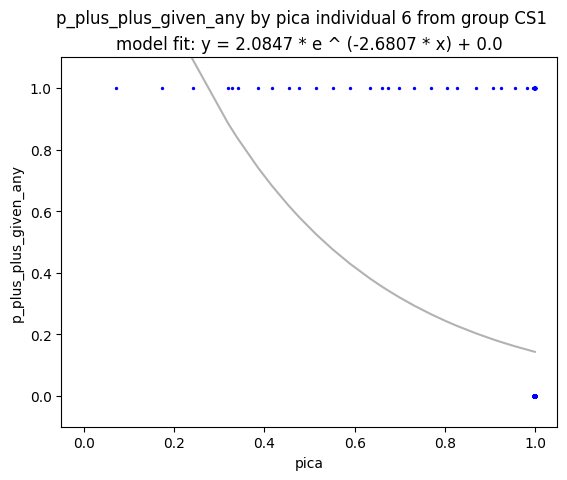 p_plus_plus_given_any by pica individual 6 from group CS1
model fit: y = 2.0847 * e ^ (-2.6807 * x) + 0.0
1.0
0.8
0.6
0.4
0.2
0.0
p_plus_plus_given_any
0.0 0.2 0.4 0.6 0.8 1.0
pica